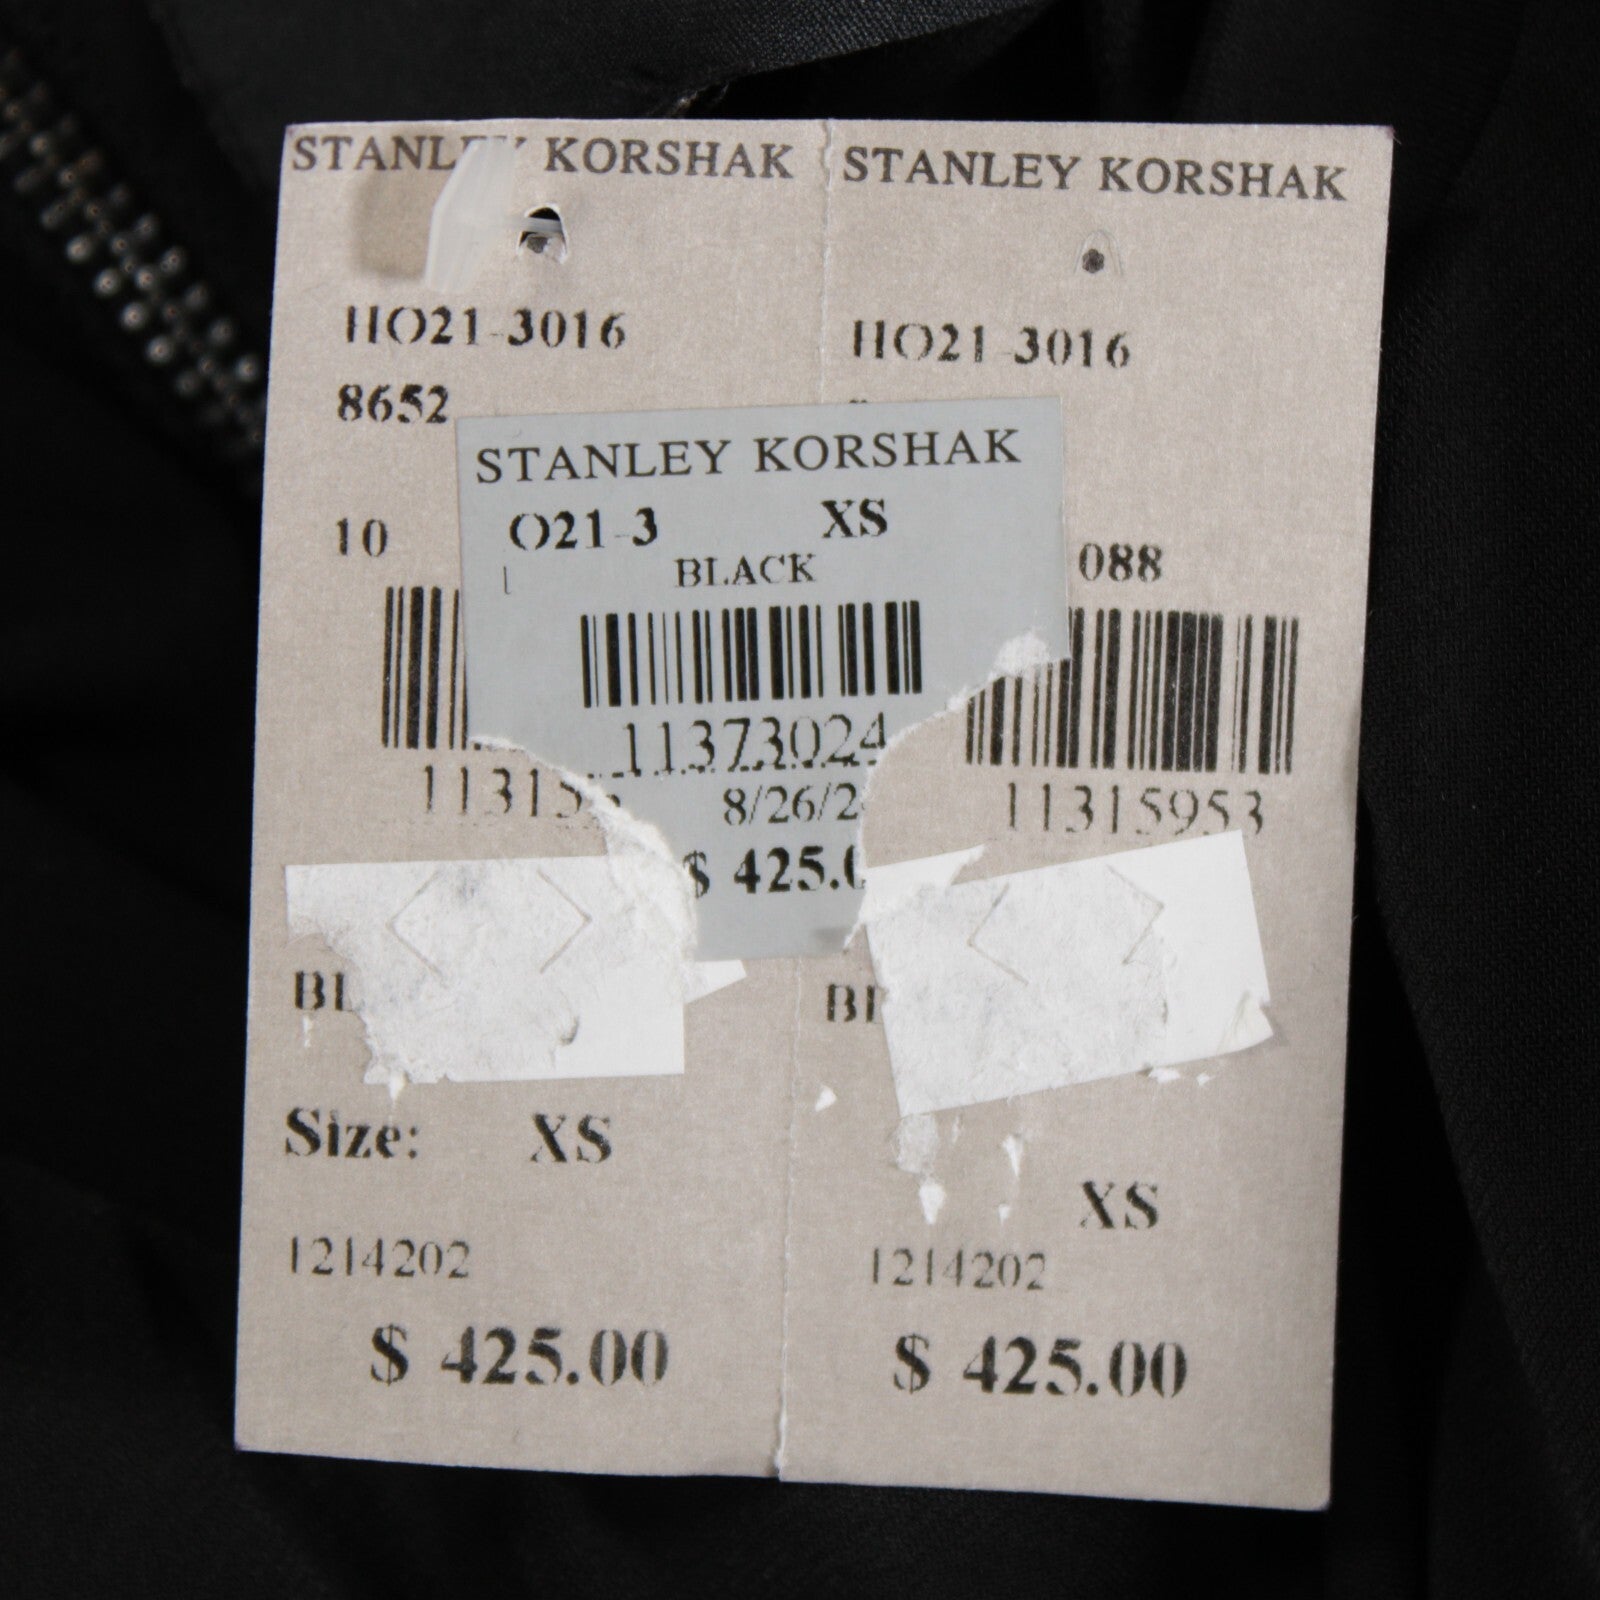 STANLEY KORSHAK
HO21-3016
8652
10
Size: XS
1214202
$ 425.00
STANLEY KORSHAK
HO21-3016
088
11315953
XS
1214202
$ 425.00
STANLEY KORSHAK
O21-3 XS
BLACK
11373024
8/26/2
$ 425.0